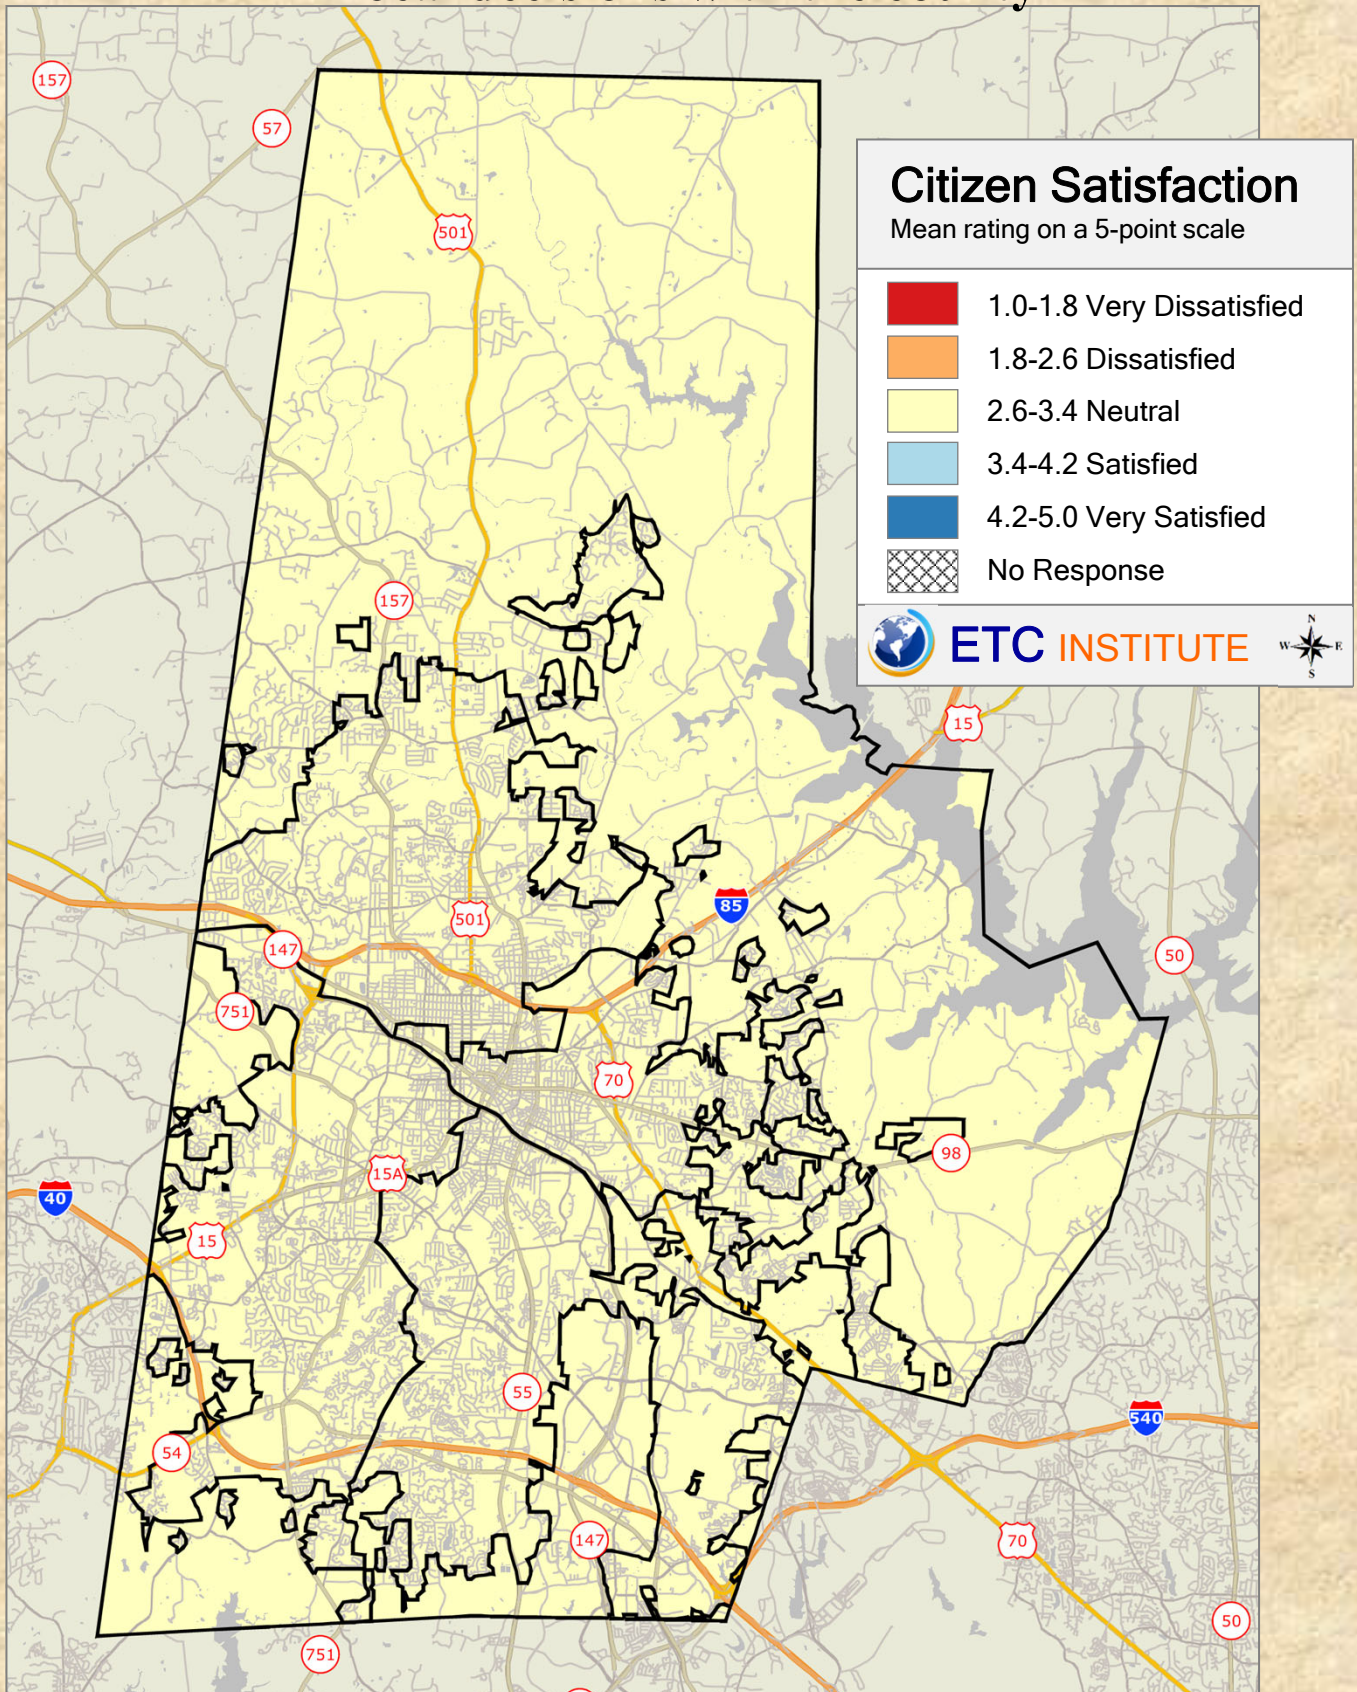 157
57
501
Citizen Satisfaction
Mean rating on a 5-point scale
1.0-1.8 Very Dissatisfied
1.8-2.6 Dissatisfied
2.6-3.4 Neutral
3.4-4.2 Satisfied
4.2-5.0 Very Satisfied
No Response
ETC INSTITUTE
N
W E
S
157
15
85
501
147
50
751
70
98
15A
40
15
55
540
54
147
70
50
751